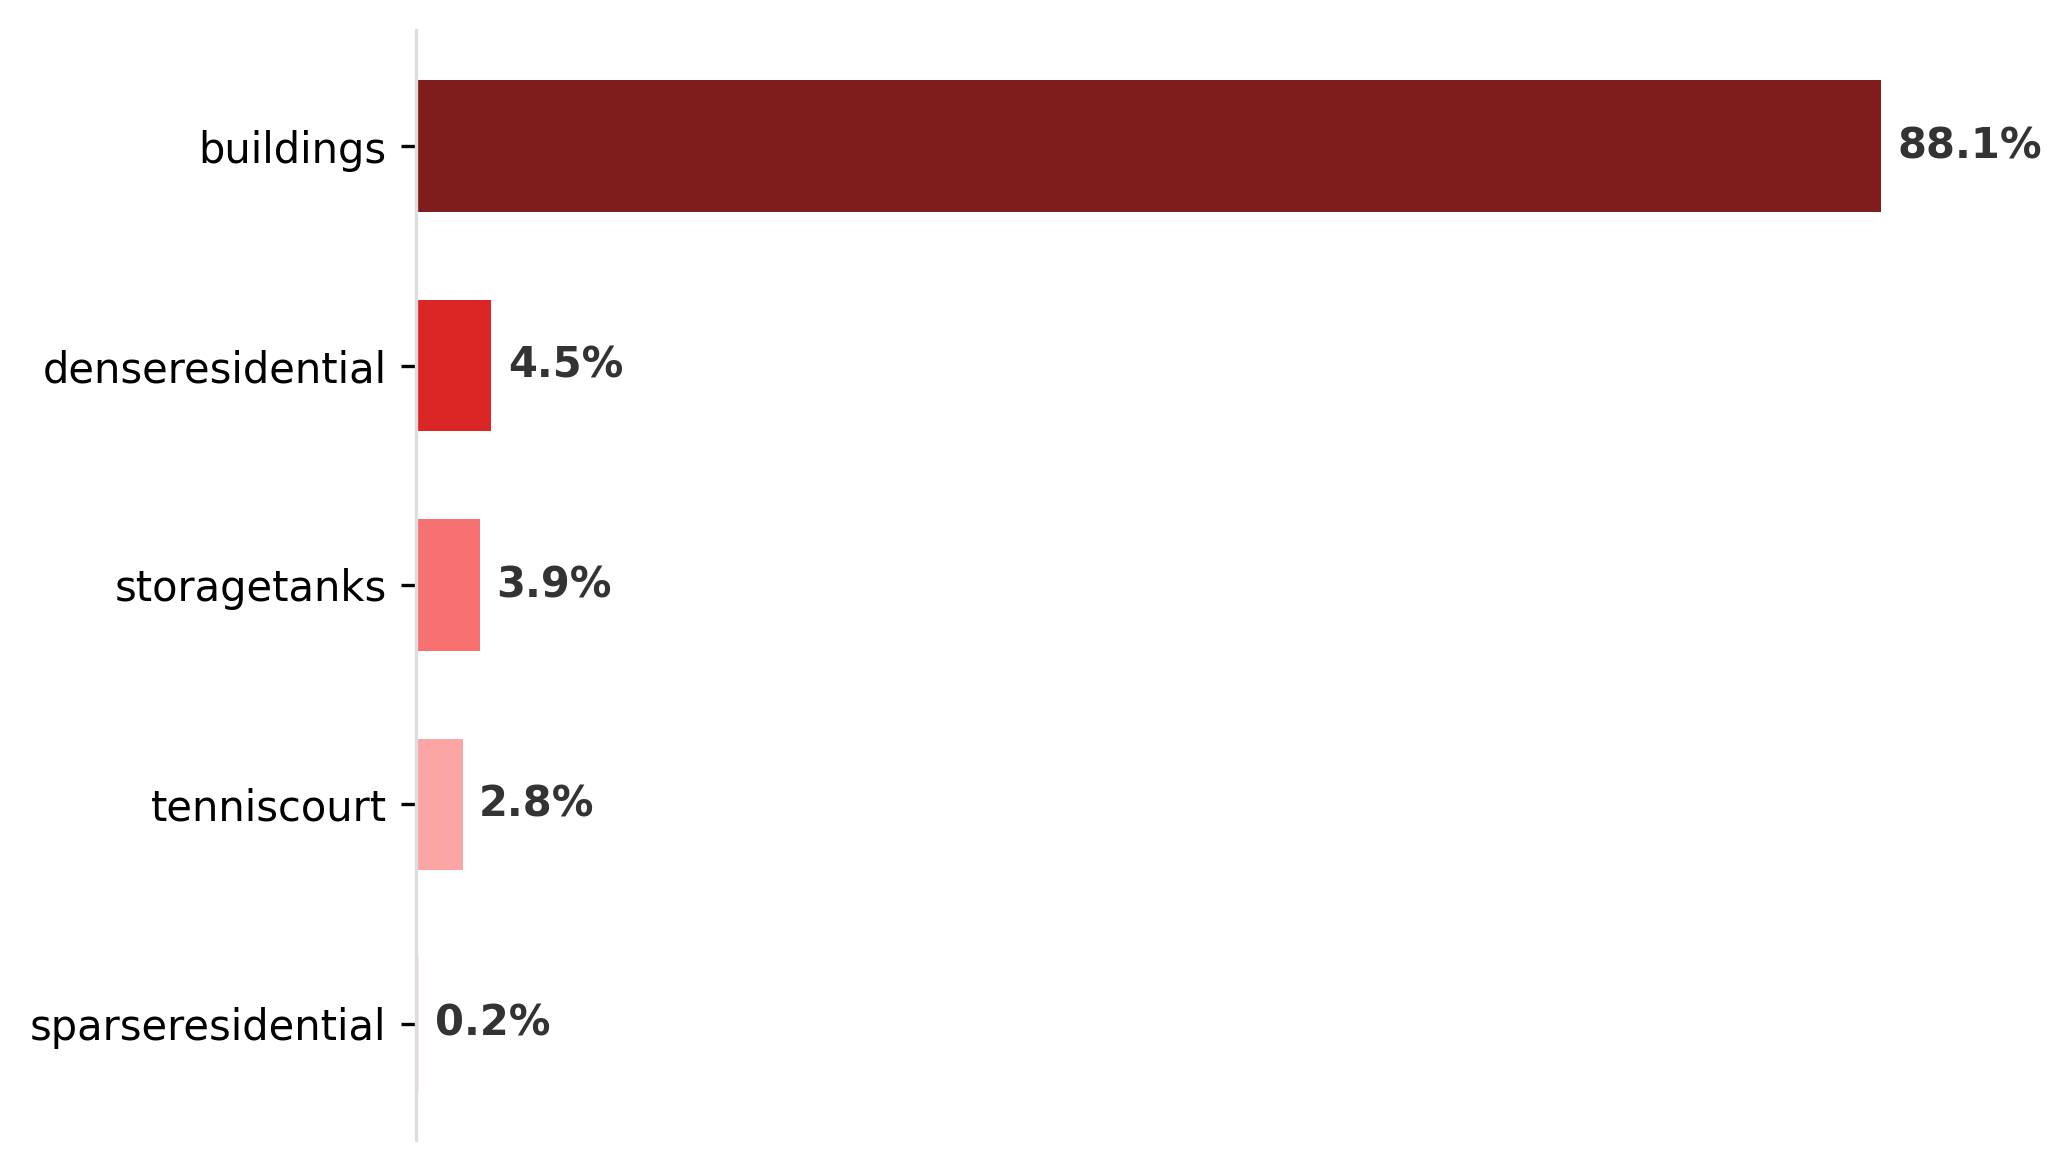 buildings 88.1%
denseresidential 4.5%
storagetanks 3.9%
tenniscourt 2.8%
sparseresidential 0.2%